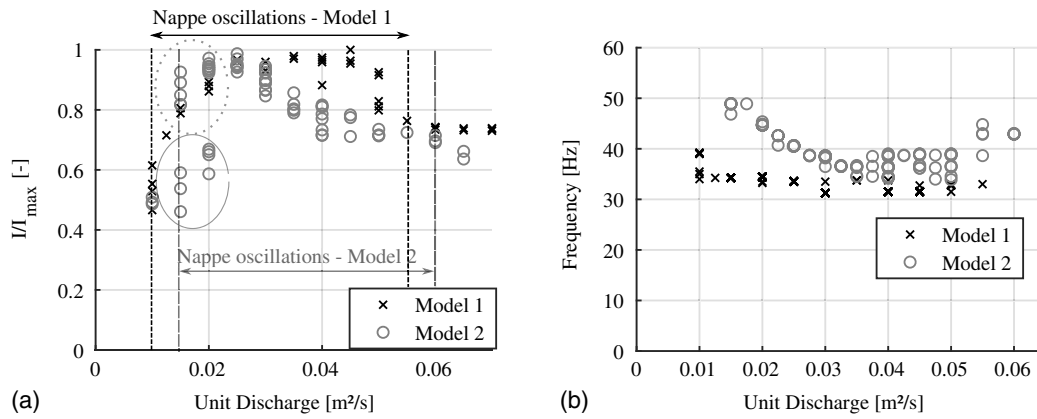 Nappe oscillations - Model 1
1
0.8
0.6
0.4
0.2
1
I/I_max [-]
Nappe oscillations - Model 2
Model 1
Model 2
0
0.02
0.04
0.06
(a)
Unit Discharge [m²/s]
60
50
40
30
20
10
0
Frequency [Hz]
Model 1
Model 2
0
0.01
0.02
0.03
0.04
0.05
0.06
(b)
Unit Discharge [m²/s]